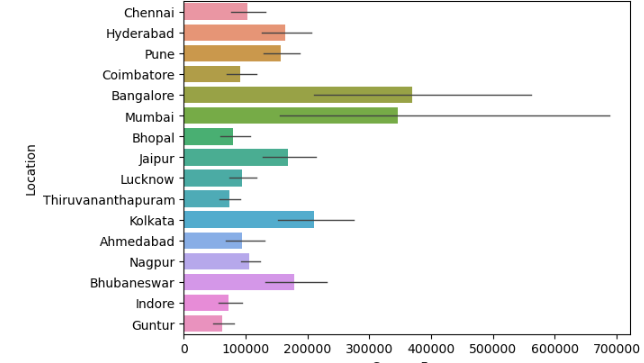 Chennai
Hyderabad
Pune
Coimbatore
Bangalore
Mumbai
Bhopal
Jaipur
Lucknow
Thiruvananthapuram
Kolkata
Ahmedabad
Nagpur
Bhubaneswar
Indore
Guntur
Location
0 100000 200000 300000 400000 500000 600000 700000